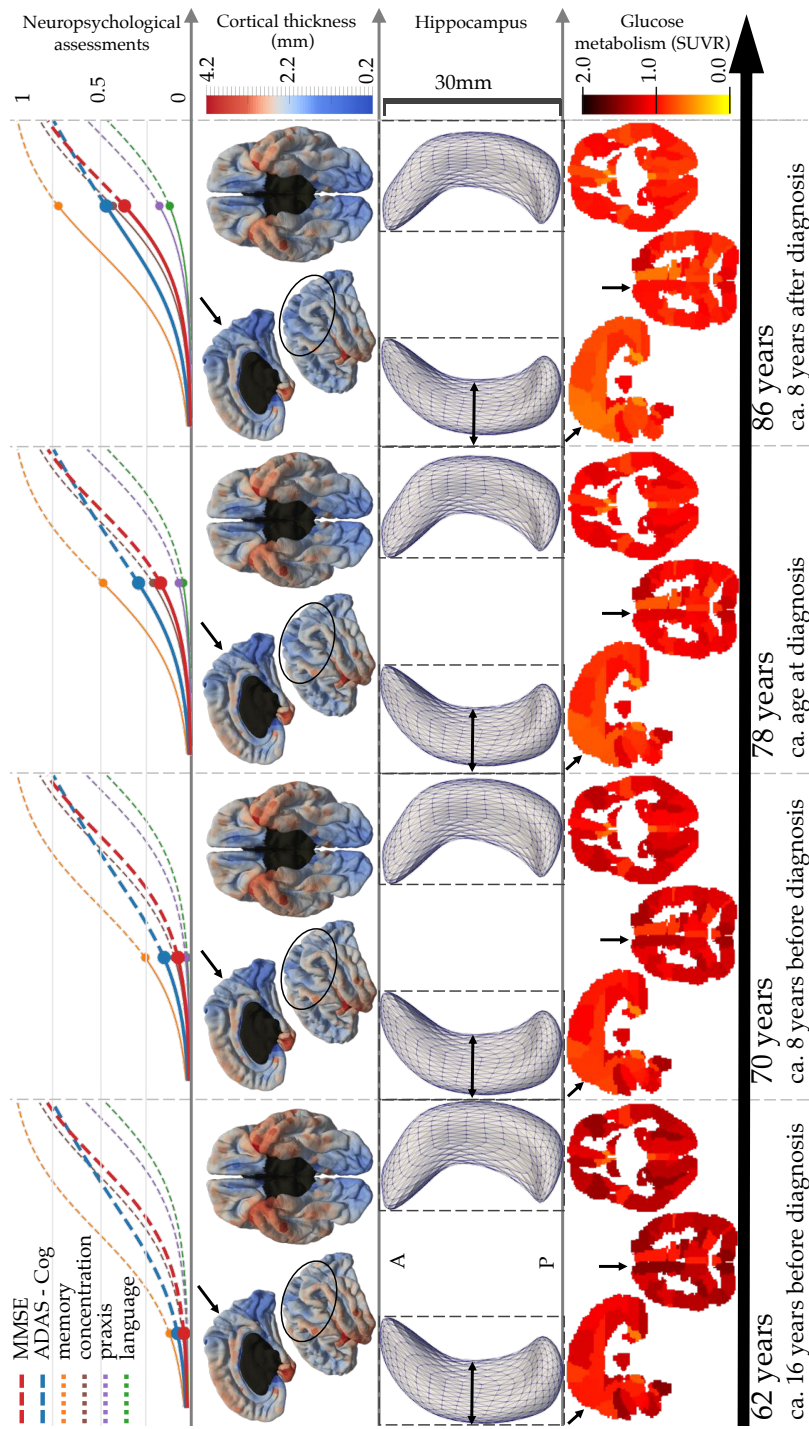 MMSE
ADAS - Cog
memory
concentration
praxis
language
Neuropsychological
assessments
1
0.5
0
Cortical thickness
(mm)
4.2
2.2
0.2
Hippocampus
30mm
A
P
Glucose
metabolism (SUVR)
2.0
1.0
0.0
62 years
ca. 16 years before diagnosis
70 years
ca. 8 years before diagnosis
78 years
ca. age at diagnosis
86 years
ca. 8 years after diagnosis